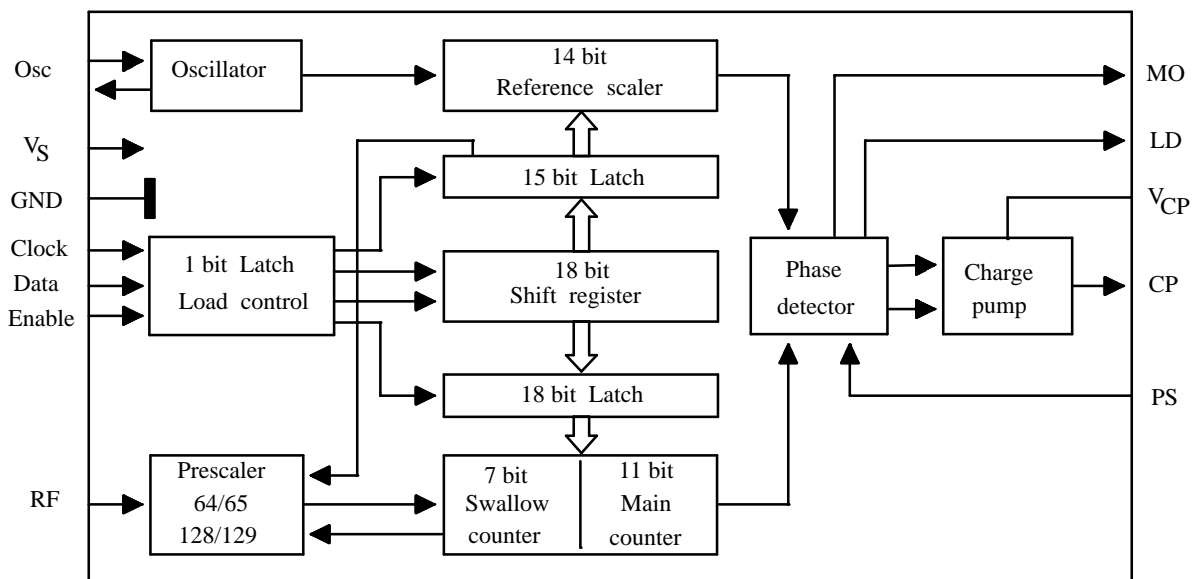 Osc
V_S
GND
Clock
Data
Enable
RF
Oscillator
14 bit
Reference scaler
15 bit Latch
1 bit Latch
Load control
18 bit
Shift register
18 bit Latch
Prescaler
64/65
128/129
7 bit
Swallow
counter
11 bit
Main
counter
Phase
detector
Charge
pump
MO
LD
V_CP
CP
PS